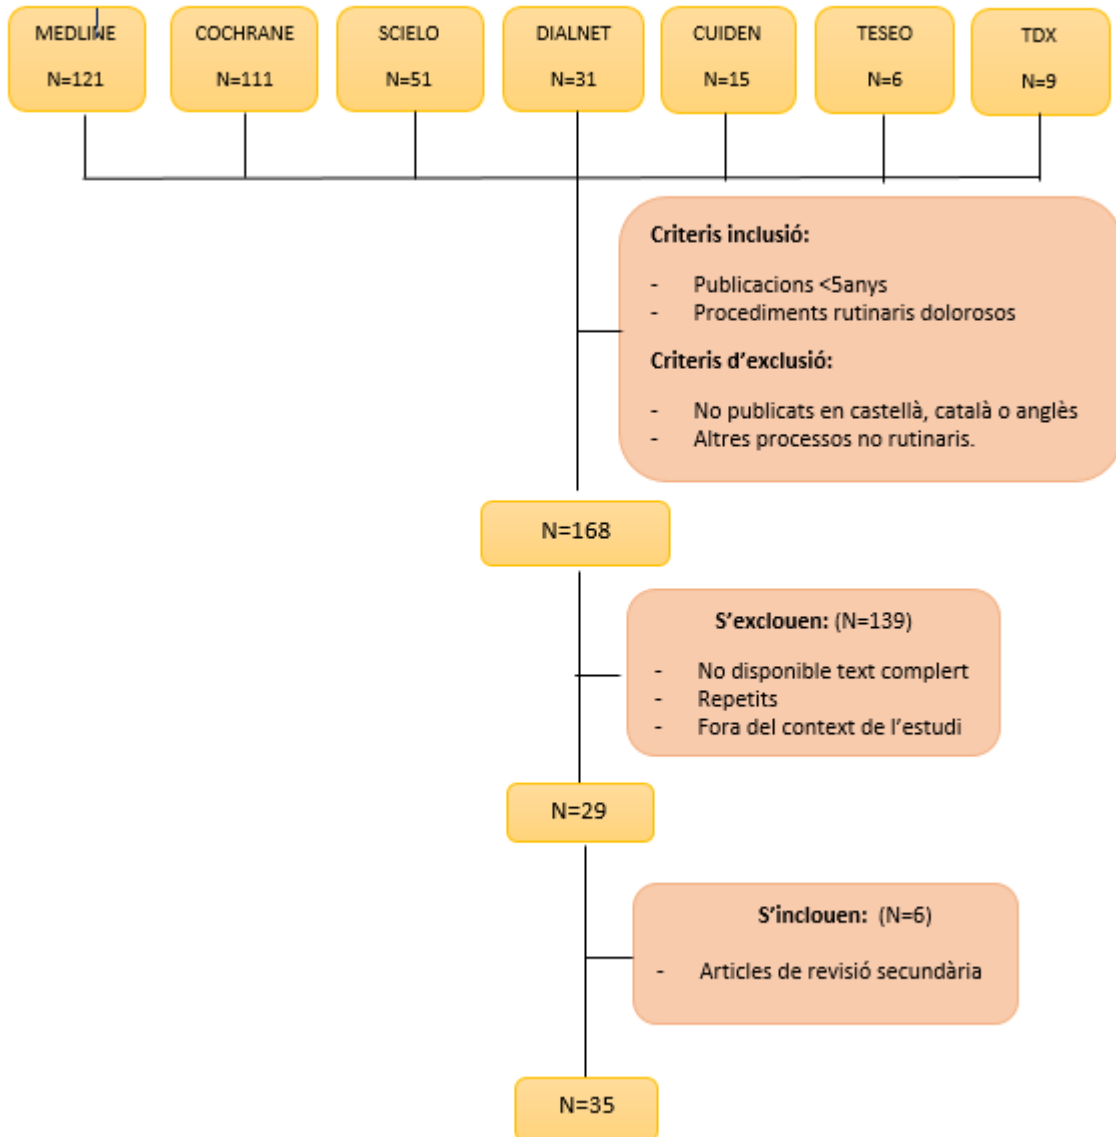 MEDLINE
N=121
COCHRANE
N=111
SCIELO
N=51
DIALNET
N=31
CUIDEN
N=15
TESEO
N=6
TDX
N=9
Criteris inclusió:
- Publicacions <5anys
- Procediments rutinaris dolorosos
Criteris d’exclusió:
- No publicats en castellà, català o anglès
- Altres processos no rutinaris.
N=168
S’exclouen: (N=139)
- No disponible text complert
- Repetits
- Fora del context de l’estudi
N=29
S’inclouen: (N=6)
- Articles de revisió secundària
N=35